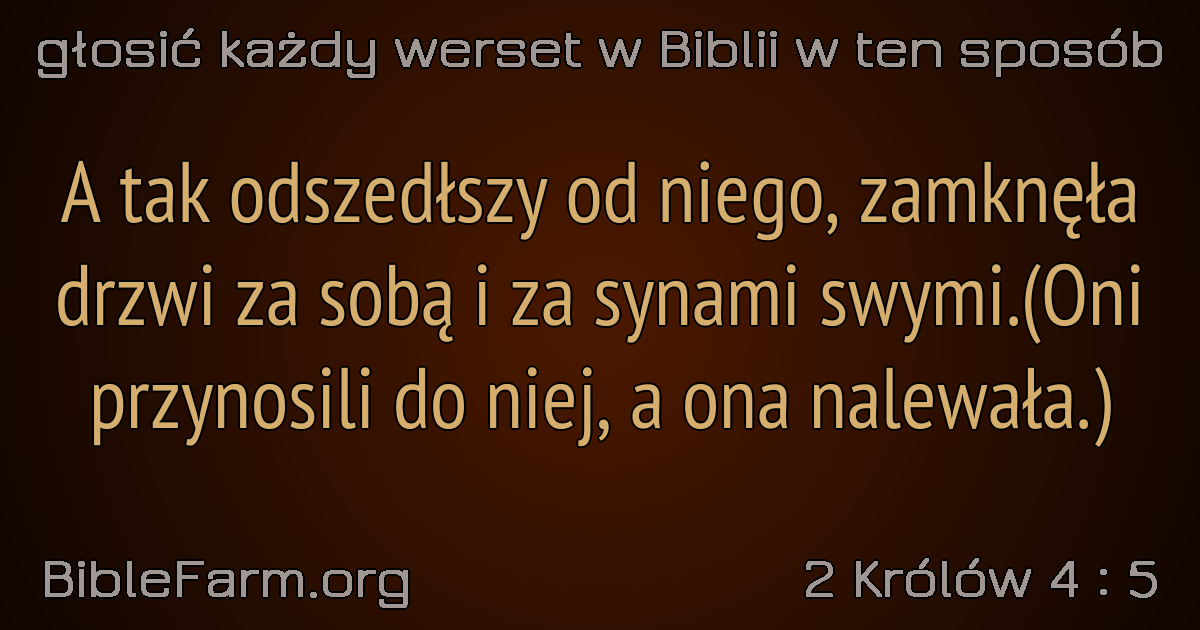 głosić każdy werset w Biblii w ten sposób
A tak odszedłszy od niego, zamknęła
drzwi za sobą i za synami swymi.(Oni
przynosili do niej, a ona nalewała.)
BibleFarm.org
2 Królów 4 : 5